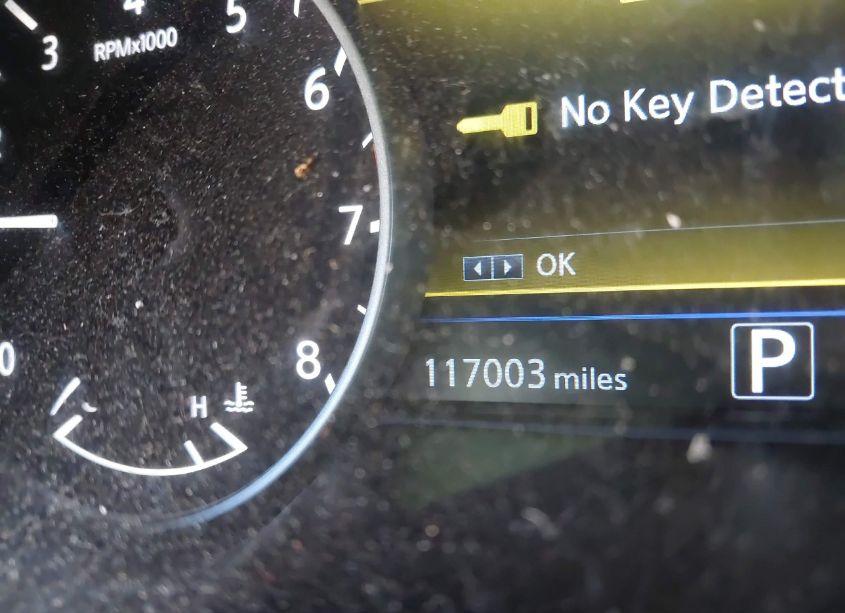 4
5
3
RPMx1000
6
No Key Detect
7
OK
0
8
117003 miles
P
H